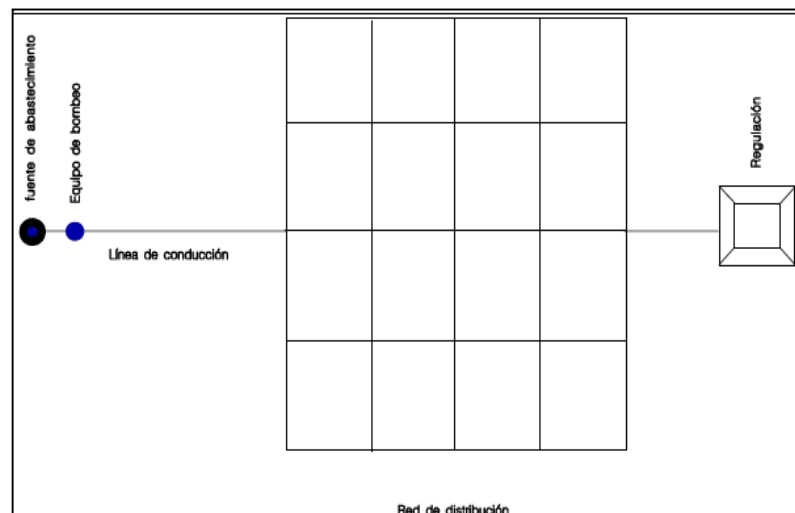 fuente de abastecimiento
Equipo de bombeo
Línea de conducción
Regulación
Red de distribución